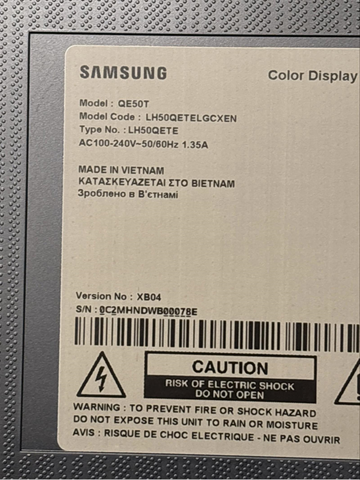 SAMSUNG
Color Display
Model : QE50T
Model Code : LH50QETELGCXEN
Type No. : LH50QETE
AC100-240V~50/60Hz 1.35A
MADE IN VIETNAM
ΚΑΤΑΣΚΕΥΑΖΕΤΑΙ ΣΤΟ ΒΙΕΤΝΑΜ
Зроблено в В'єтнамі
Version No : XB04
S/N : 0C2MHNDWB00078E
CAUTION
RISK OF ELECTRIC SHOCK
DO NOT OPEN
WARNING : TO PREVENT FIRE OR SHOCK HAZARD
DO NOT EXPOSE THIS UNIT TO RAIN OR MOISTURE
AVIS : RISQUE DE CHOC ELECTRIQUE - NE PAS OUVRIR